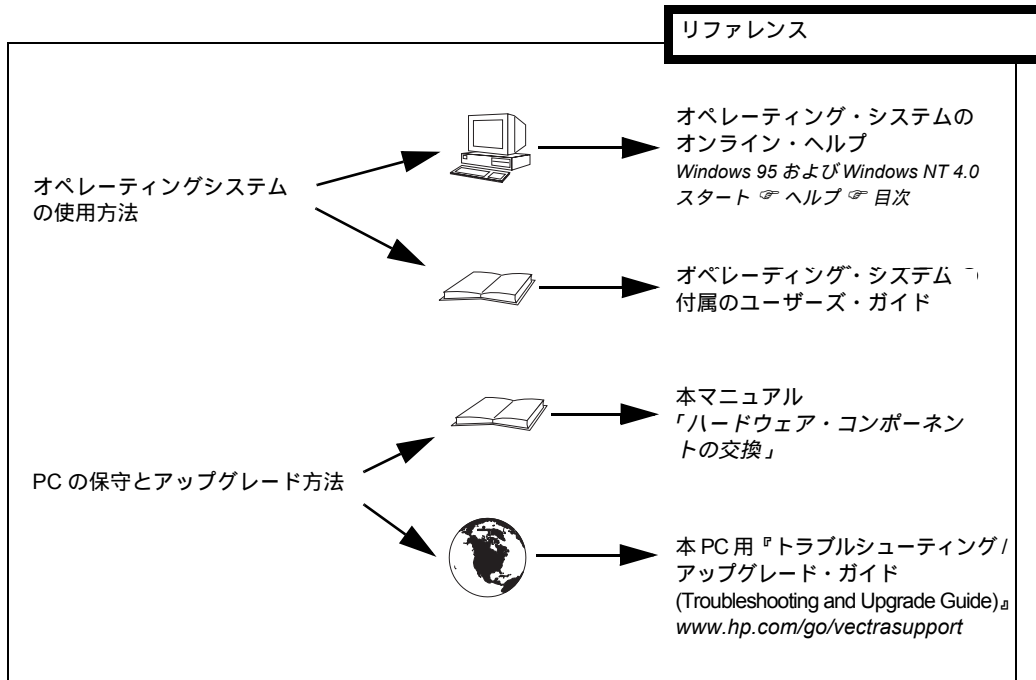 リファレンス
オペレーティングシステム
の使用方法
オペレーティング・システムの
オンライン・ヘルプ
Windows 95 および Windows NT 4.0
スタート ☞ ヘルプ ☞ 目次
オペレーティング・システム
付属のユーザーズ・ガイド
PC の保守とアップグレード方法
本マニュアル
「ハードウェア・コンポーネン
トの交換」
本 PC 用『トラブルシューティング /
アップグレード・ガイド
(Troubleshooting and Upgrade Guide)』
www.hp.com/go/vectrasupport